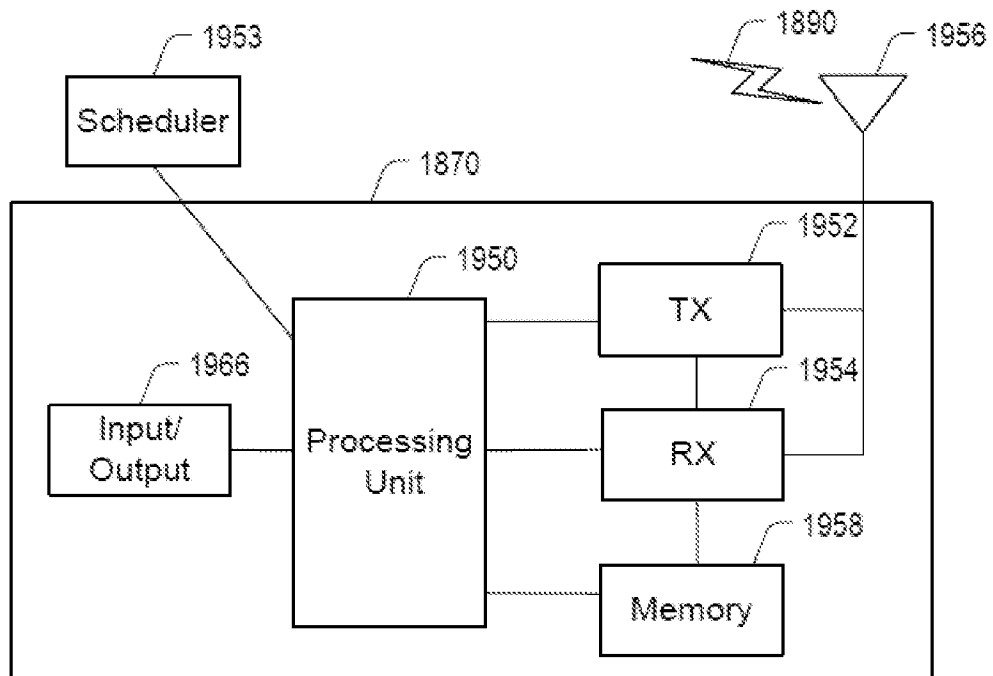 1953
1890
1956
Scheduler
1870
1952
1950
TX
1966
1954
Input/
Output
Processing
Unit
RX
1958
Memory